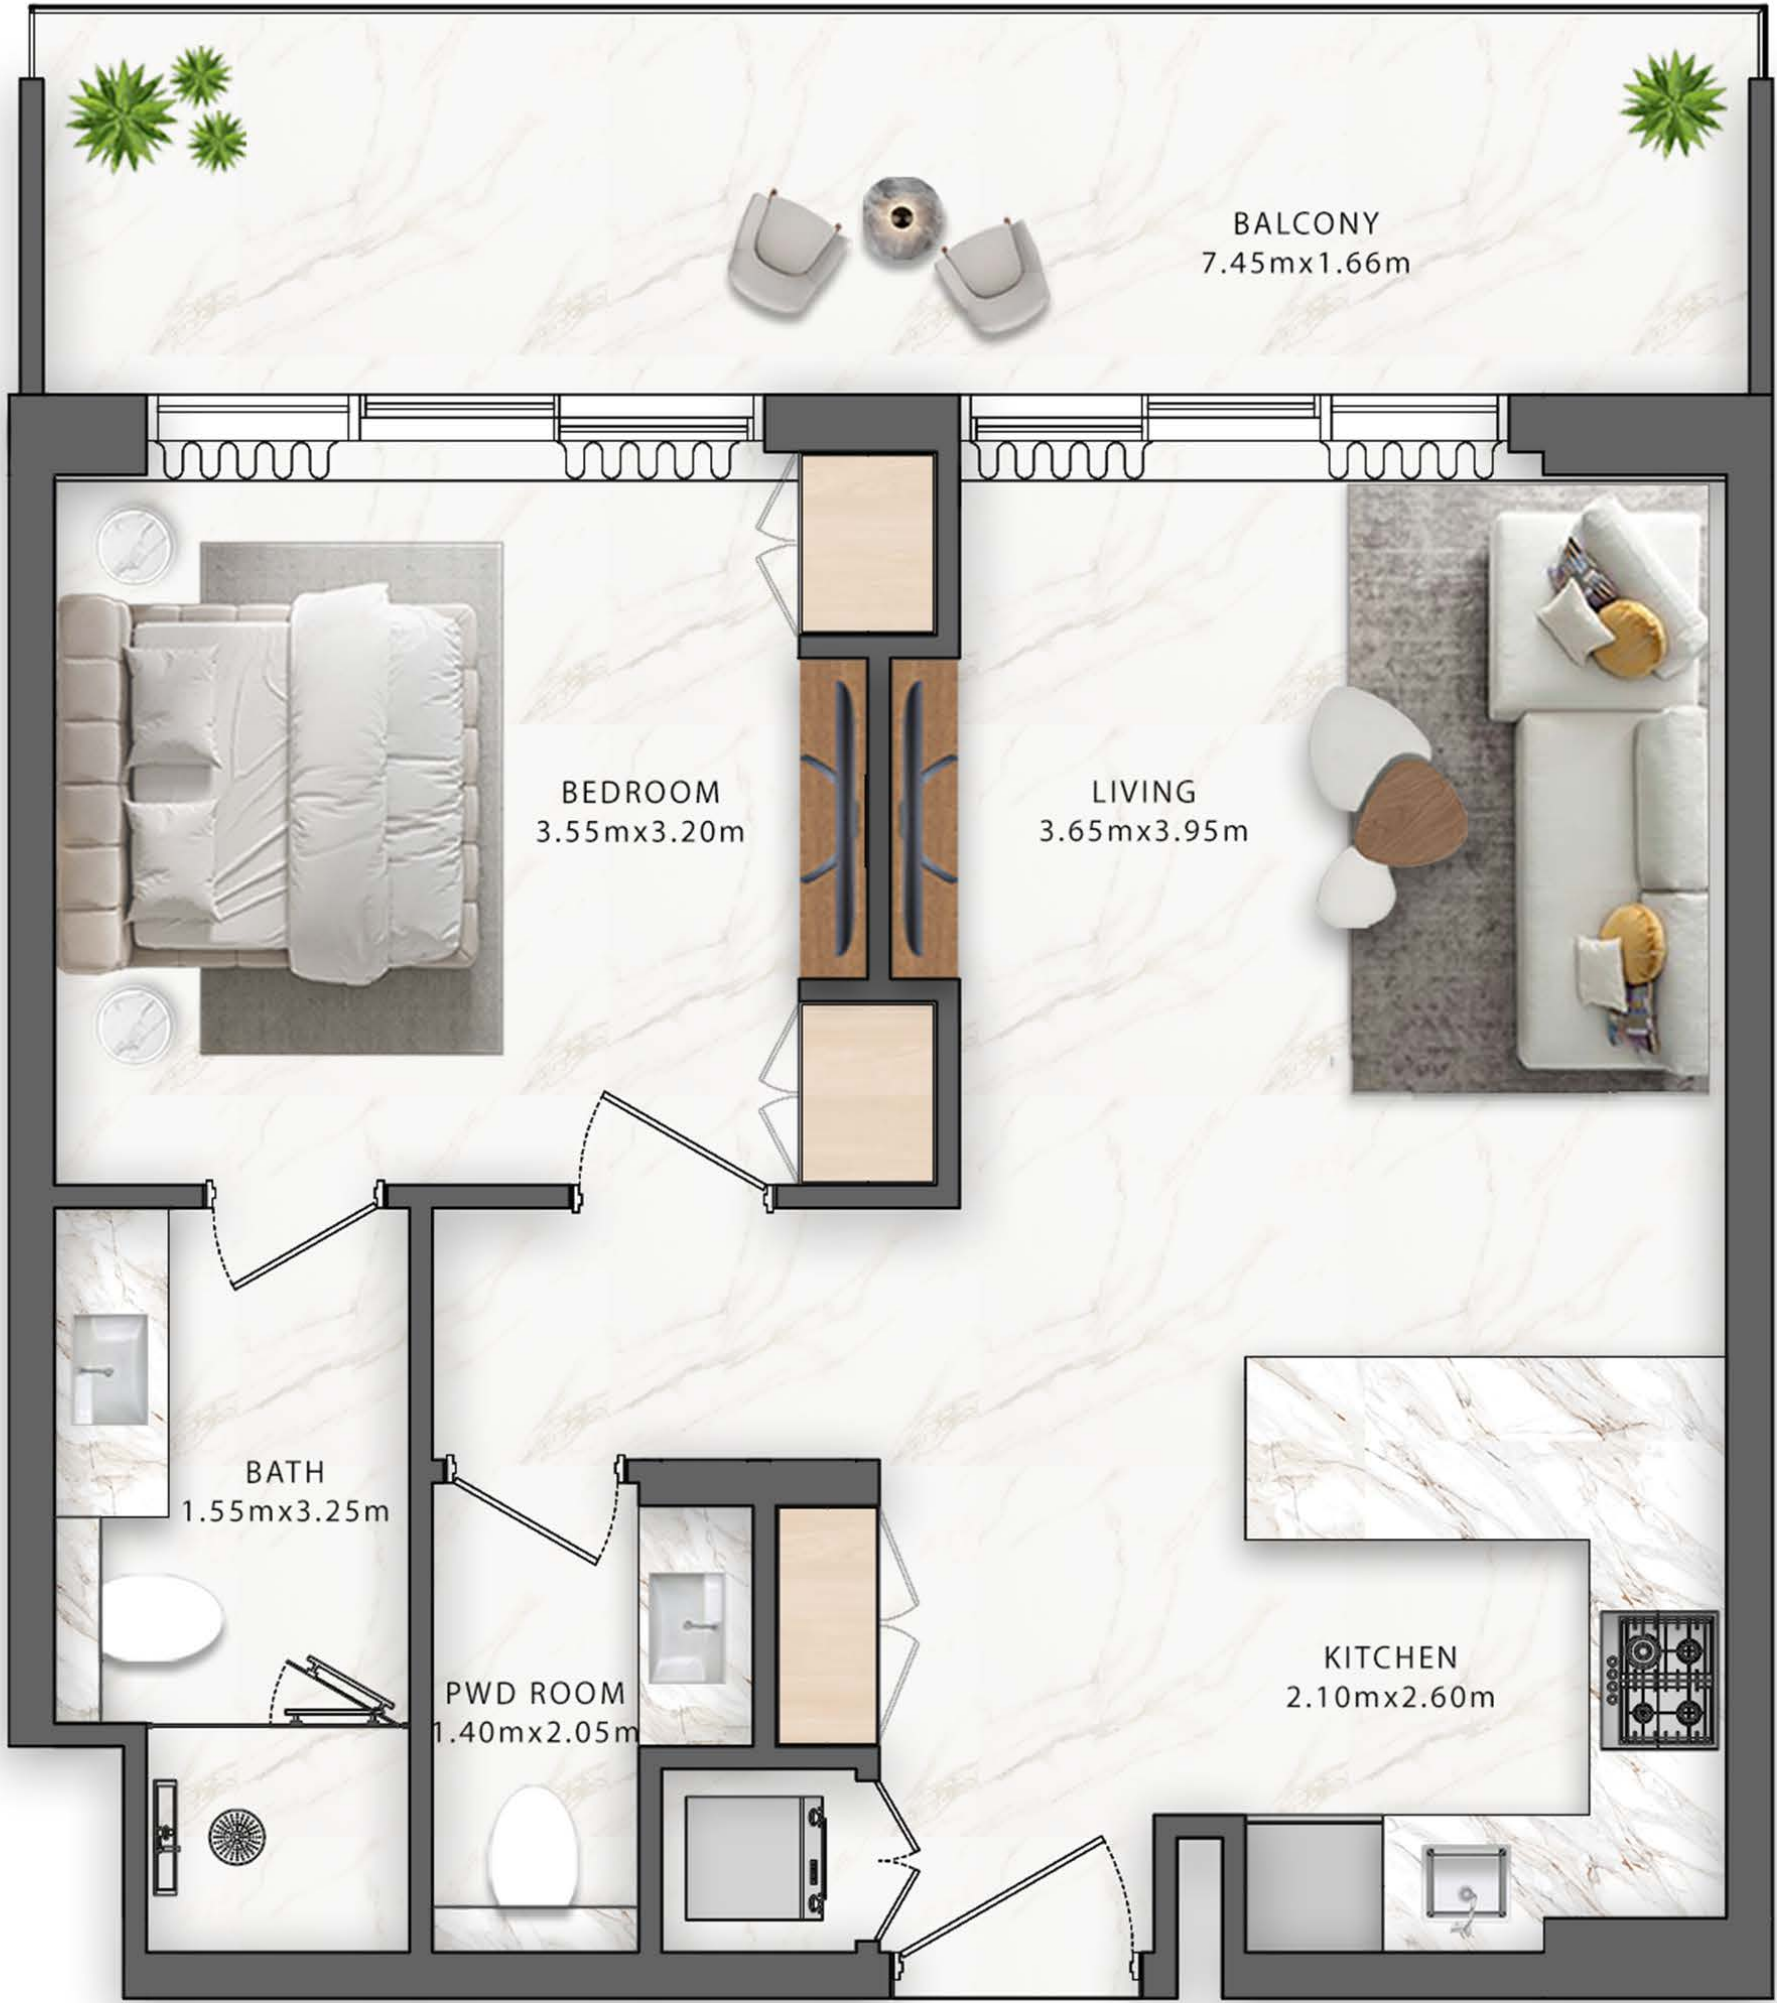 BALCONY
7.45mx1.66m
BEDROOM
3.55mx3.20m
LIVING
3.65mx3.95m
BATH
1.55mx3.25m
KITCHEN
2.10mx2.60m
PWD ROOM
1.40mx2.05m